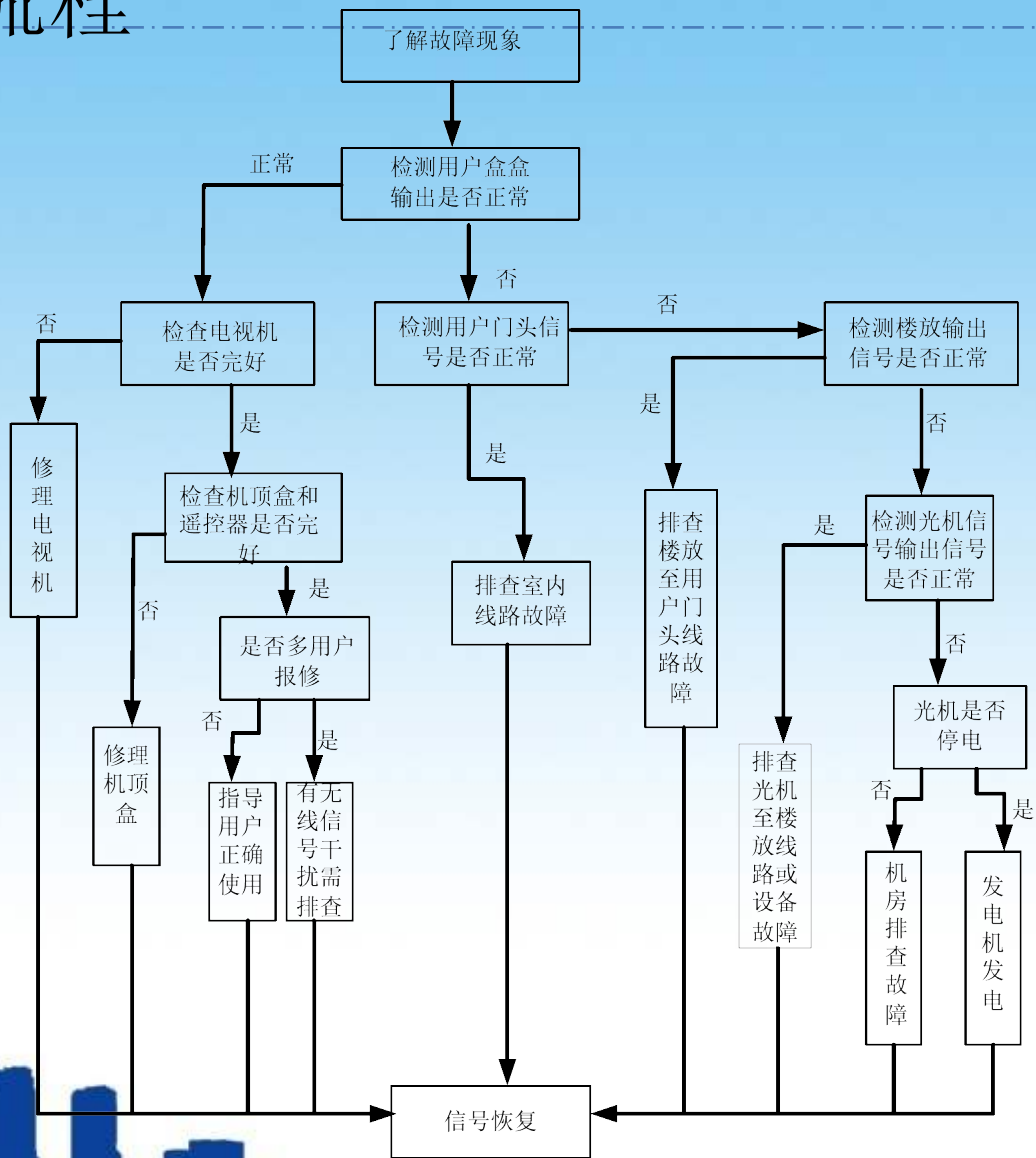 流程
了解故障现象
正常
检测用户盒盒
输出是否正常
否
否
否
检查电视机
是否完好
检测用户门头信
号是否正常
检测楼放输出
信号是否正常
是
是
是
否
修
理
电
视
机
检查机顶盒和
遥控器是否完
好
排查
楼放
至用
户门
头线
路故
障
是
检测光机信
号输出信号
是否正常
否
是
排查室内
线路故障
是否多用户
报修
否
否
是
修理
机顶
盒
光机是否
停电
指导
用户
正确
使用
有无
线信
号干
扰需
排查
排查
光机
至楼
放线
路或
设备
故障
否
是
机
房
排
查
故
障
发
电
机
发
电
信号恢复